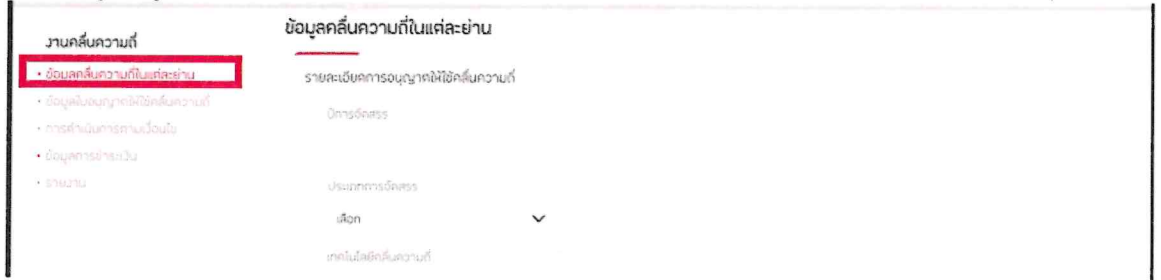 งานคลื่นความถี่
• ข้อมูลคลื่นความถี่ในแต่ละย่าน
• ข้อมูลใบอนุญาตให้ใช้คลื่นความถี่
• การดำเนินการตามเงื่อนไข
• ข้อมูลการชำระเงิน
• รายงาน
ข้อมูลคลื่นความถี่ในแต่ละย่าน
รายละเอียดการอนุญาตให้ใช้คลื่นความถี่
ปีการจัดสรร
ประเภทการจัดสรร
เลือก
เทคโนโลยีคลื่นความถี่